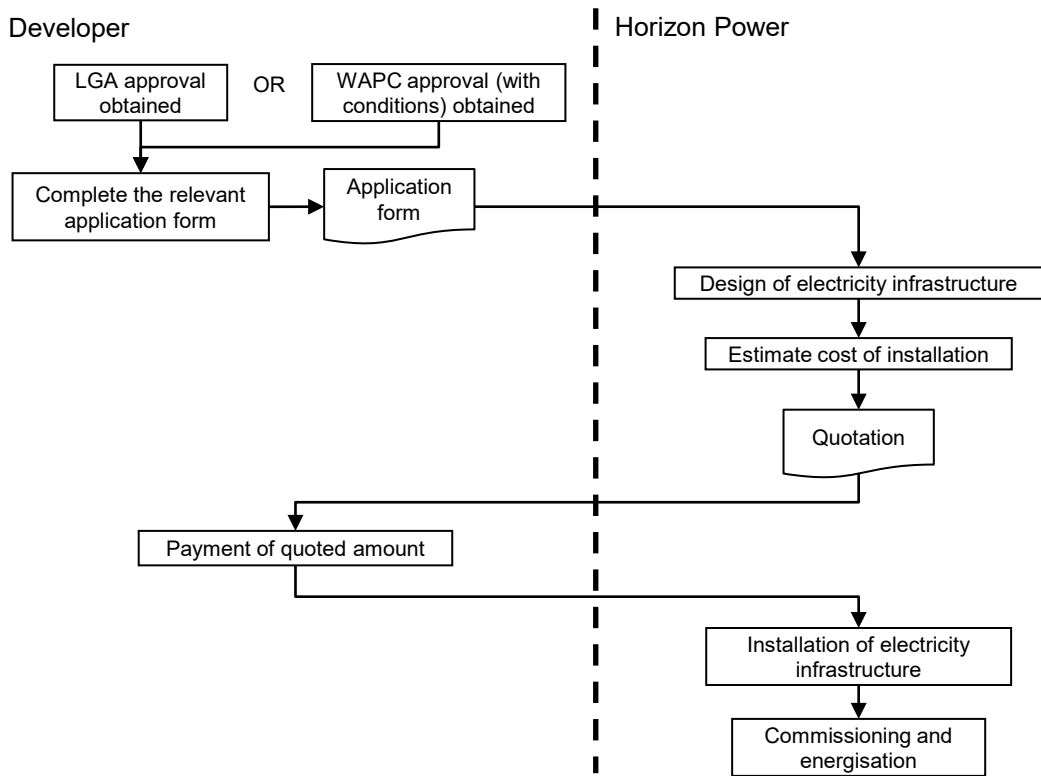 Developer
Horizon Power
LGA approval
obtained
OR
WAPC approval (with
conditions) obtained
Complete the relevant
application form
Application
form
Design of electricity infrastructure
Estimate cost of installation
Quotation
Payment of quoted amount
Installation of electricity
infrastructure
Commissioning and
energisation